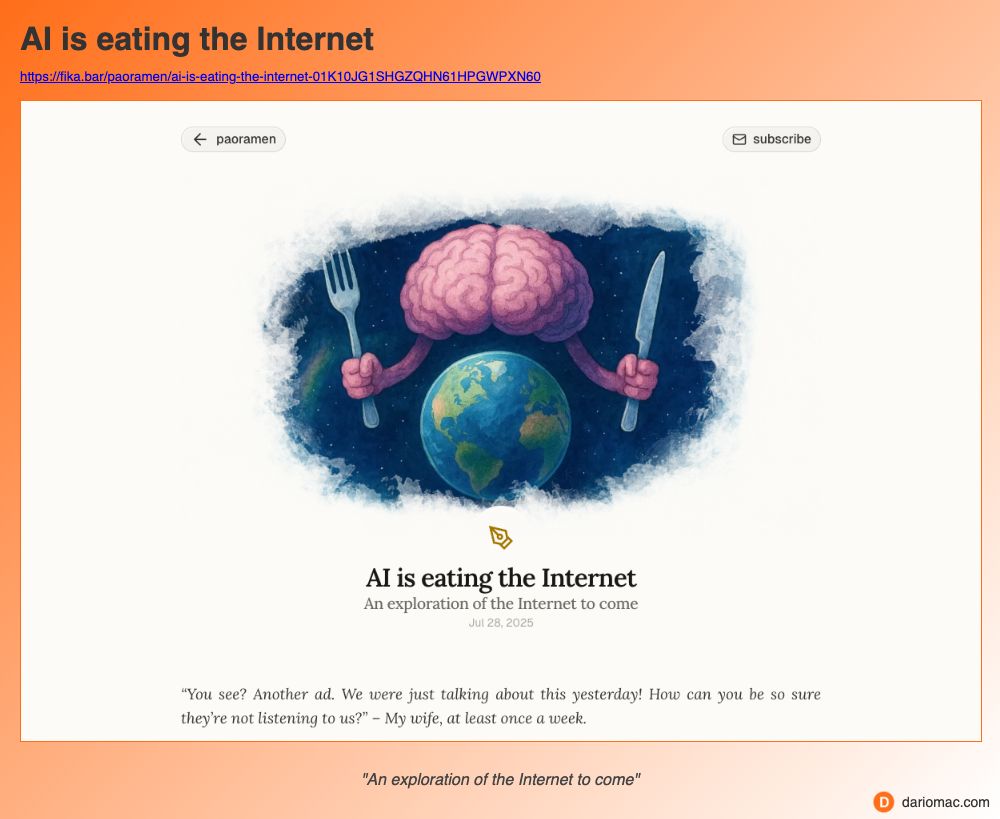 AI is eating the Internet
https://fika.bar/paoramen/ai-is-eating-the-internet-01K10JG1SHGZQHN61HPGWPXN60
paoramen
subscribe
AI is eating the Internet
An exploration of the Internet to come
Jul 28, 2025
“You see? Another ad. We were just talking about this yesterday! How can you be so sure
they’re not listening to us?” – My wife, at least once a week.
"An exploration of the Internet to come"
D dariomac.com